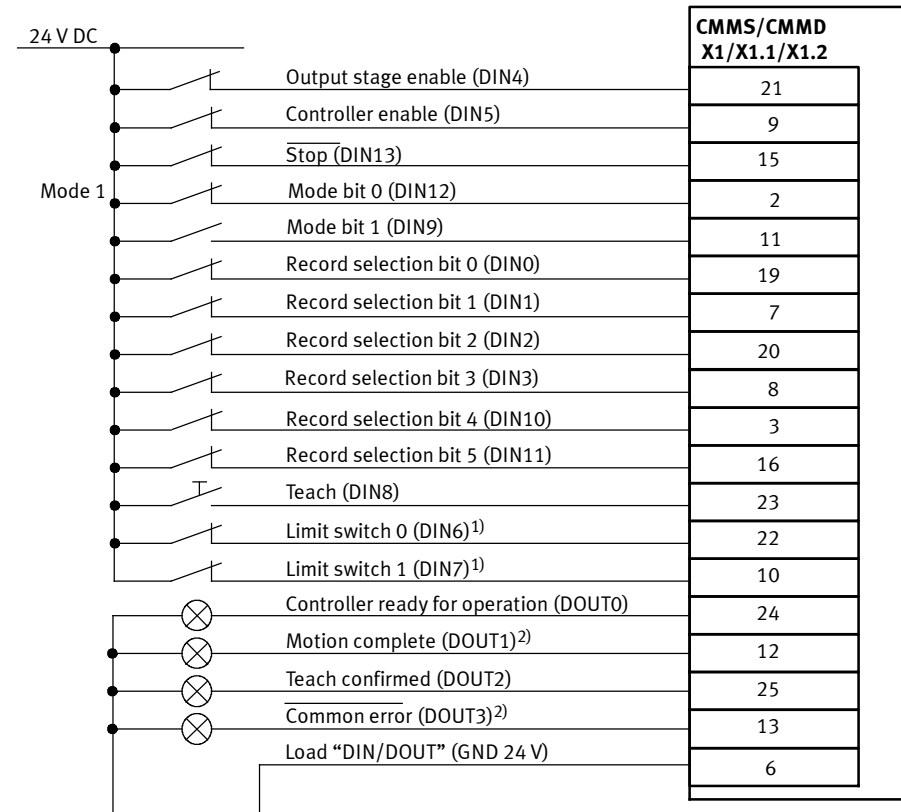 24 V DC
CMMS/CMMD
X1/X1.1/X1.2
Output stage enable (DIN4) 21
Controller enable (DIN5) 9
Stop (DIN13) 15
Mode 1 Mode bit 0 (DIN12) 2
Mode bit 1 (DIN9) 11
Record selection bit 0 (DIN0) 19
Record selection bit 1 (DIN1) 7
Record selection bit 2 (DIN2) 20
Record selection bit 3 (DIN3) 8
Record selection bit 4 (DIN10) 3
Record selection bit 5 (DIN11) 16
Teach (DIN8) 23
Limit switch 0 (DIN6)1) 22
Limit switch 1 (DIN7)1) 10
Controller ready for operation (DOUT0) 24
Motion complete (DOUT1)2) 12
Teach confirmed (DOUT2) 25
Common error (DOUT3)2) 13
Load “DIN/DOUT” (GND 24 V) 6